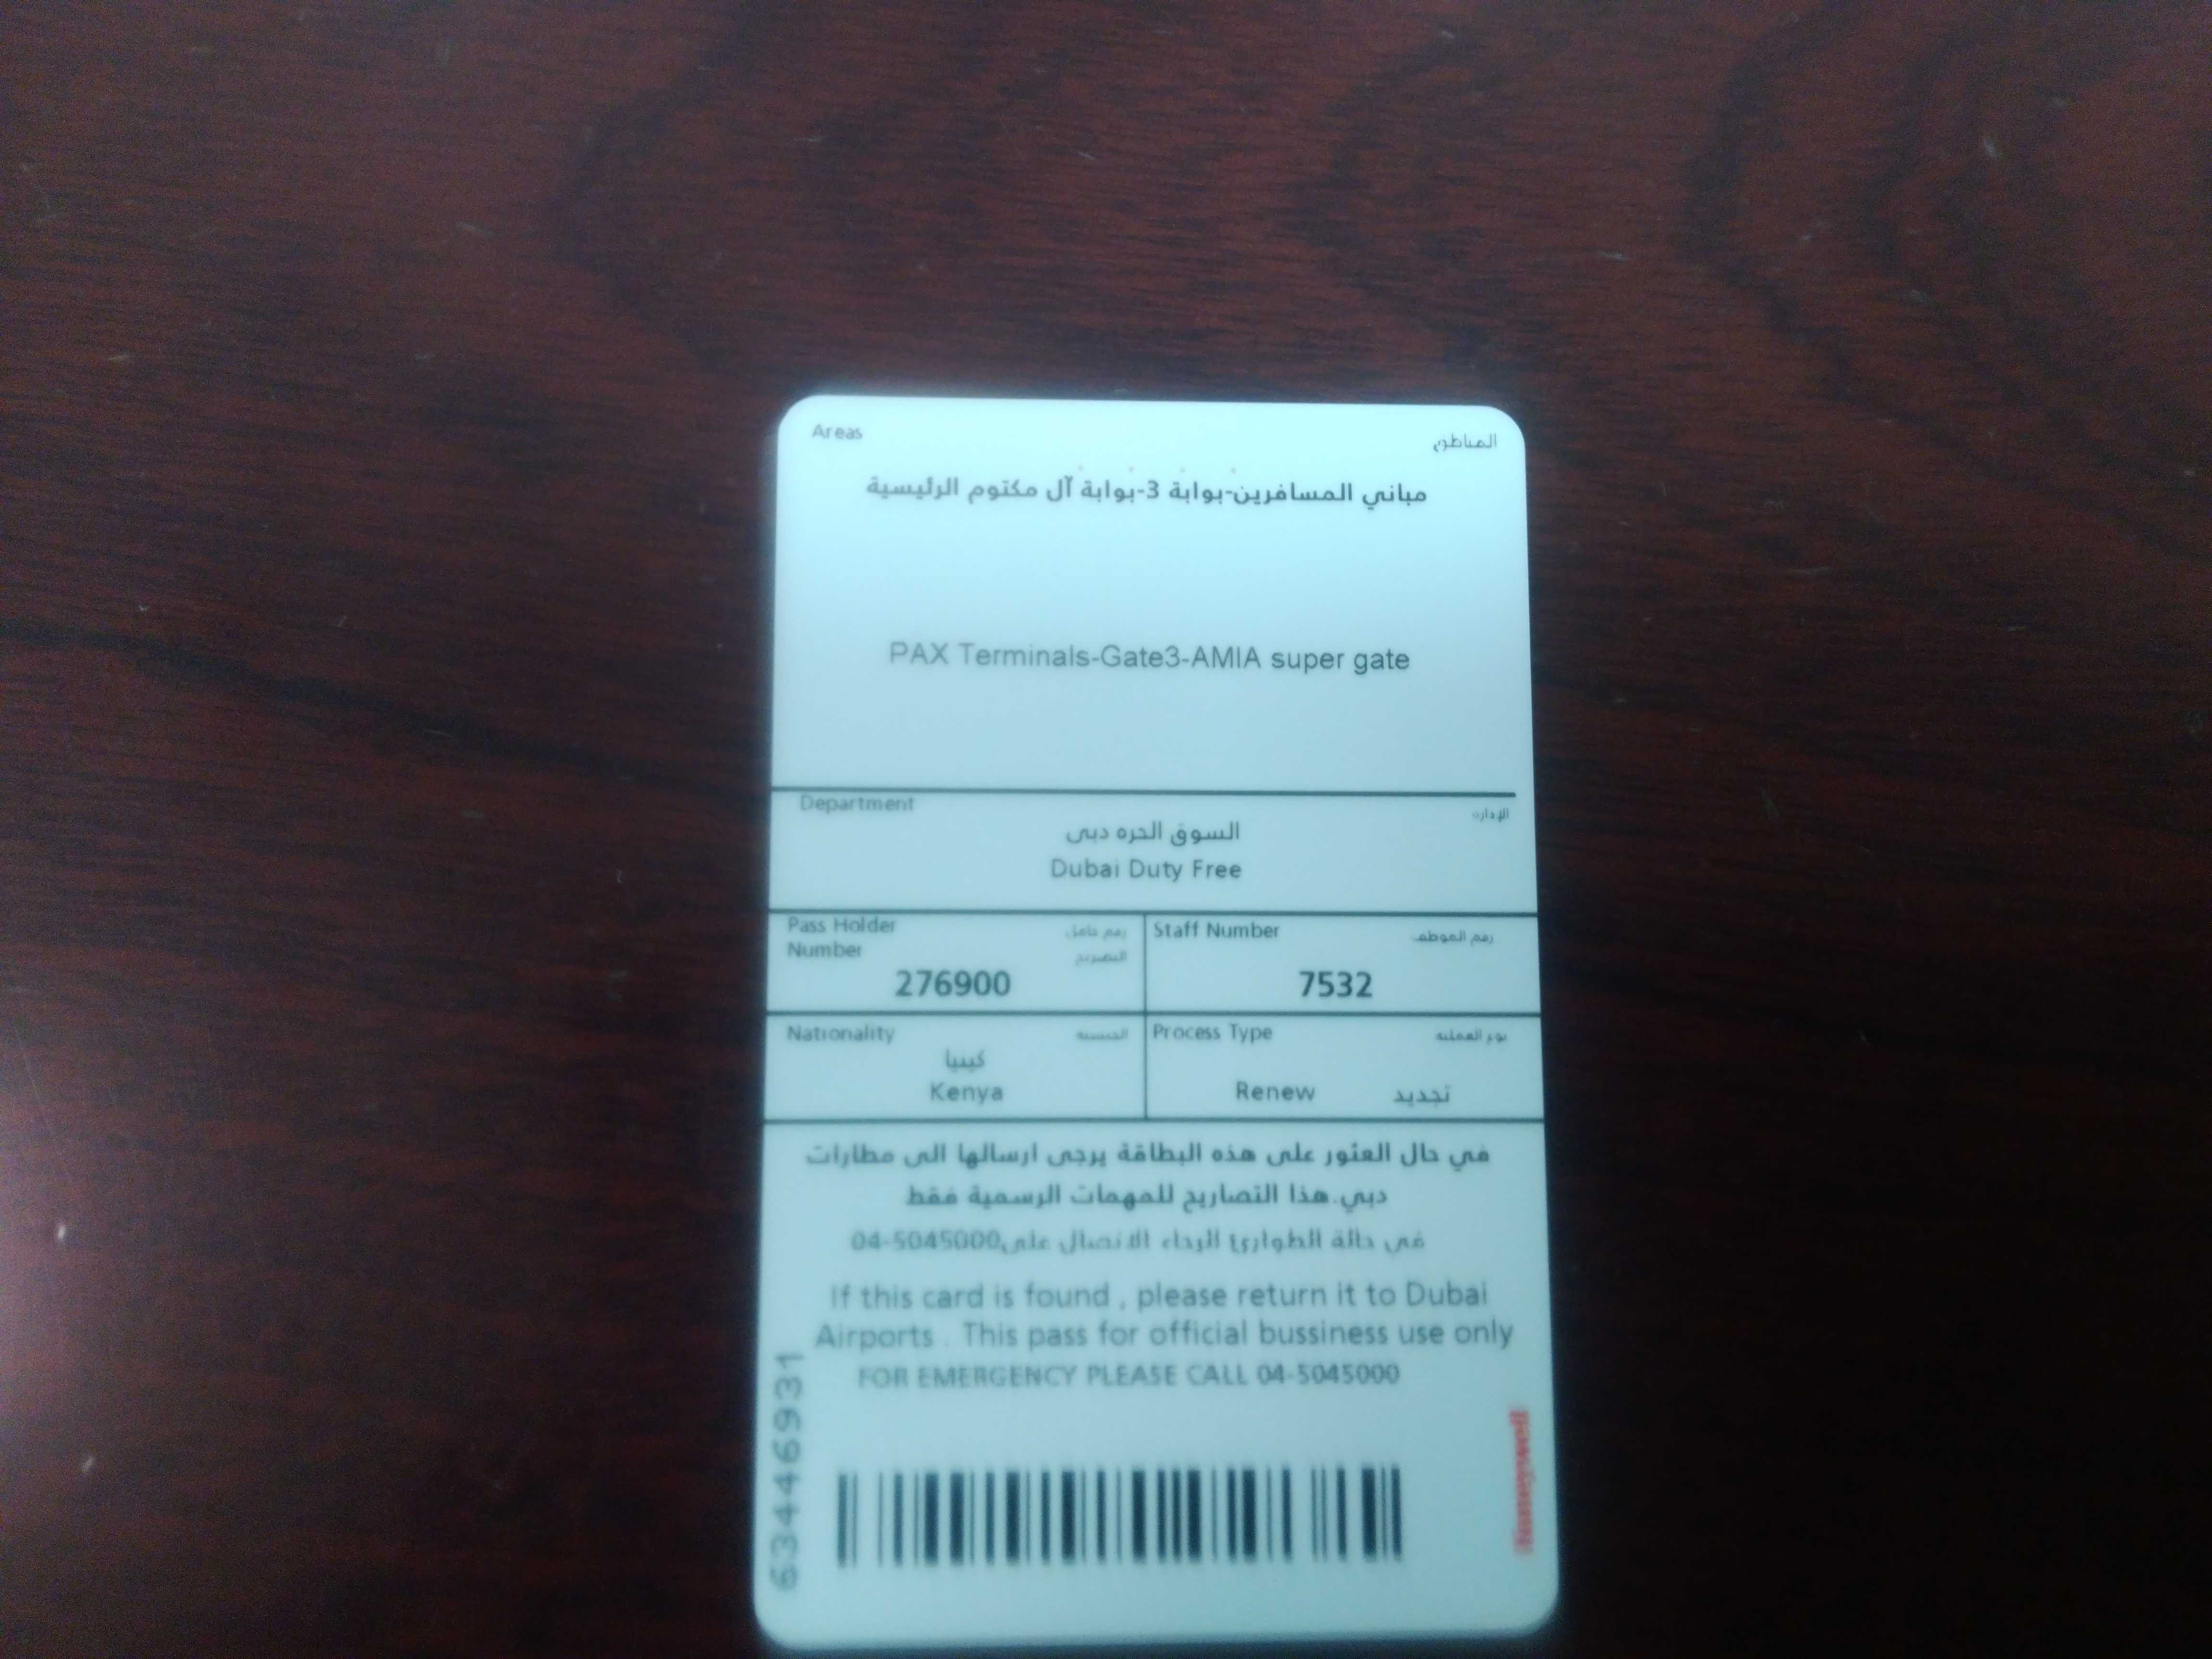 Areas
المناطق
مباني المسافرين-بوابة 3-بوابة آل مكتوم الرئيسية
PAX Terminals-Gate3-AMIA super gate
Department
الإدارة
السوق الحره دبى
Dubai Duty Free
Pass Holder Number
رقم حامل التصريح
276900
Staff Number
رقم الموظف
7532
Nationality
الجنسية
كينيا
Kenya
Process Type
نوع العملية
Renew تجديد
في حال العثور على هذه البطاقة يرجى ارسالها الى مطارات
دبي.هذا التصاريح للمهمات الرسمية فقط
في حالة الطوارئ الرجاء الاتصال على04-5045000
If this card is found , please return it to Dubai
Airports . This pass for official bussiness use only
FOR EMERGENCY PLEASE CALL 04-5045000
63446931
Honeywell